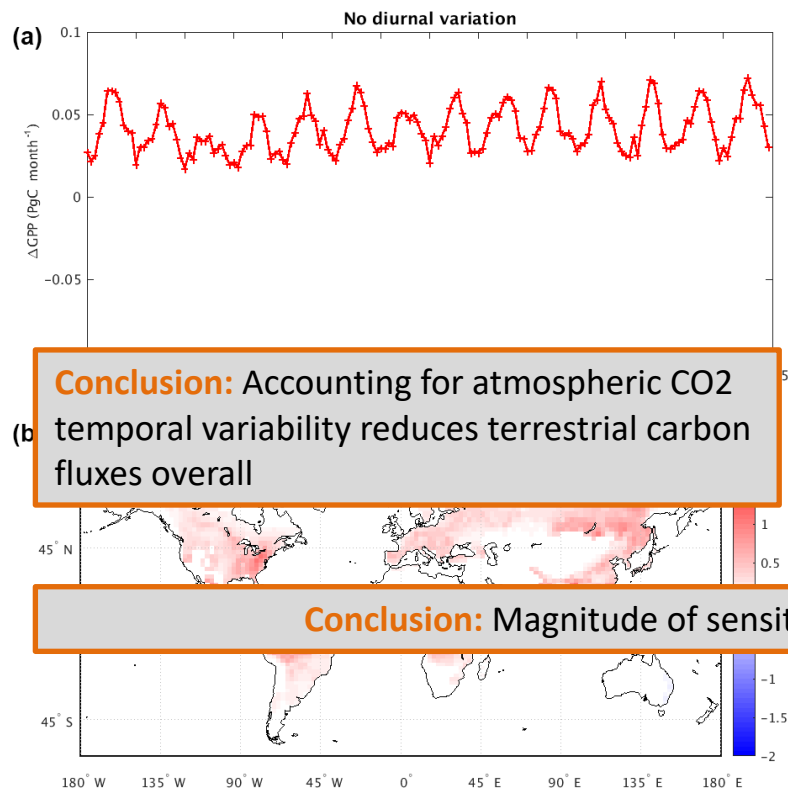 No diurnal variation
(a)
0.1
0.05
0
−0.05
ΔGPP (PgC month⁻¹)
5
Conclusion: Accounting for atmospheric CO2
temporal variability reduces terrestrial carbon
fluxes overall
(b
1
0.5
45° N
Conclusion: Magnitude of
−1
−1.5
−2
45° S
180° W 135° W 90° W 45° W 0° 45° E 90° E 135° E 180° E